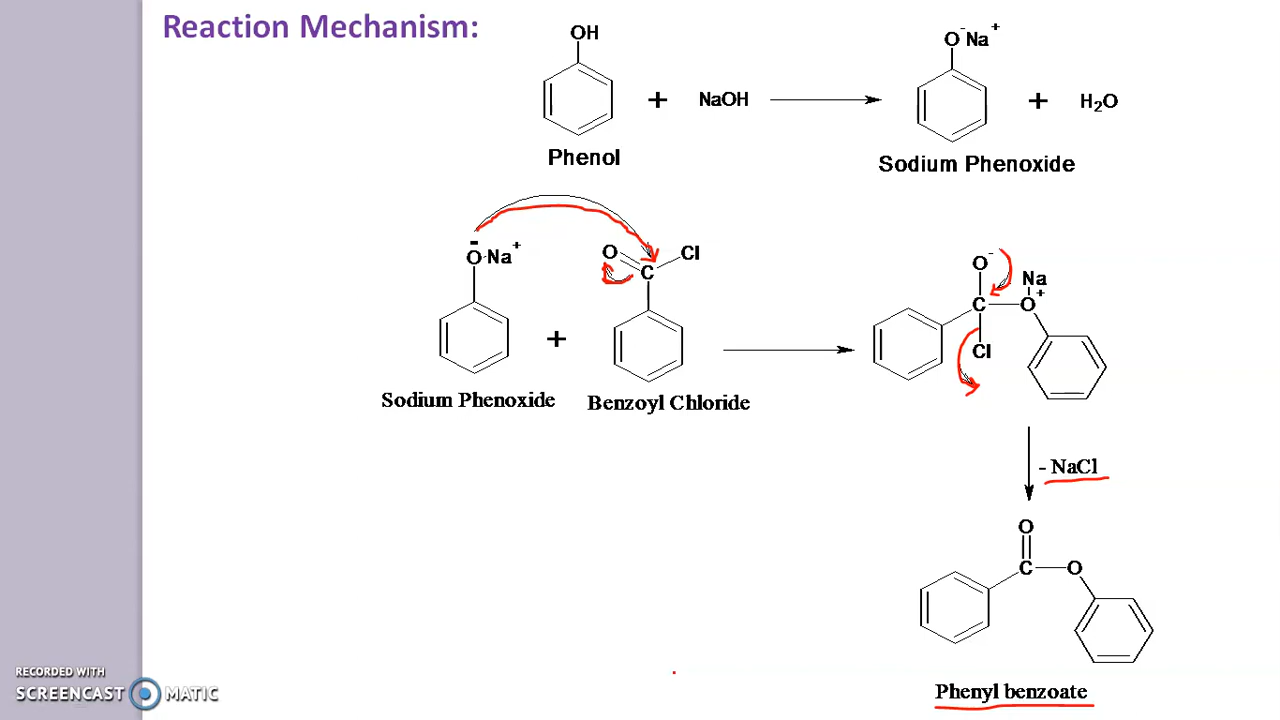 Reaction Mechanism:
OH
O⁻Na⁺
+ NaOH
+ H₂O
Phenol
Sodium Phenoxide
O⁻Na⁺
O Cl
C
+
Sodium Phenoxide
Benzoyl Chloride
O⁻
Na
C O⁺
Cl
- NaCl
O
C O
Phenyl benzoate
RECORDED WITH
SCREENCAST MATIC